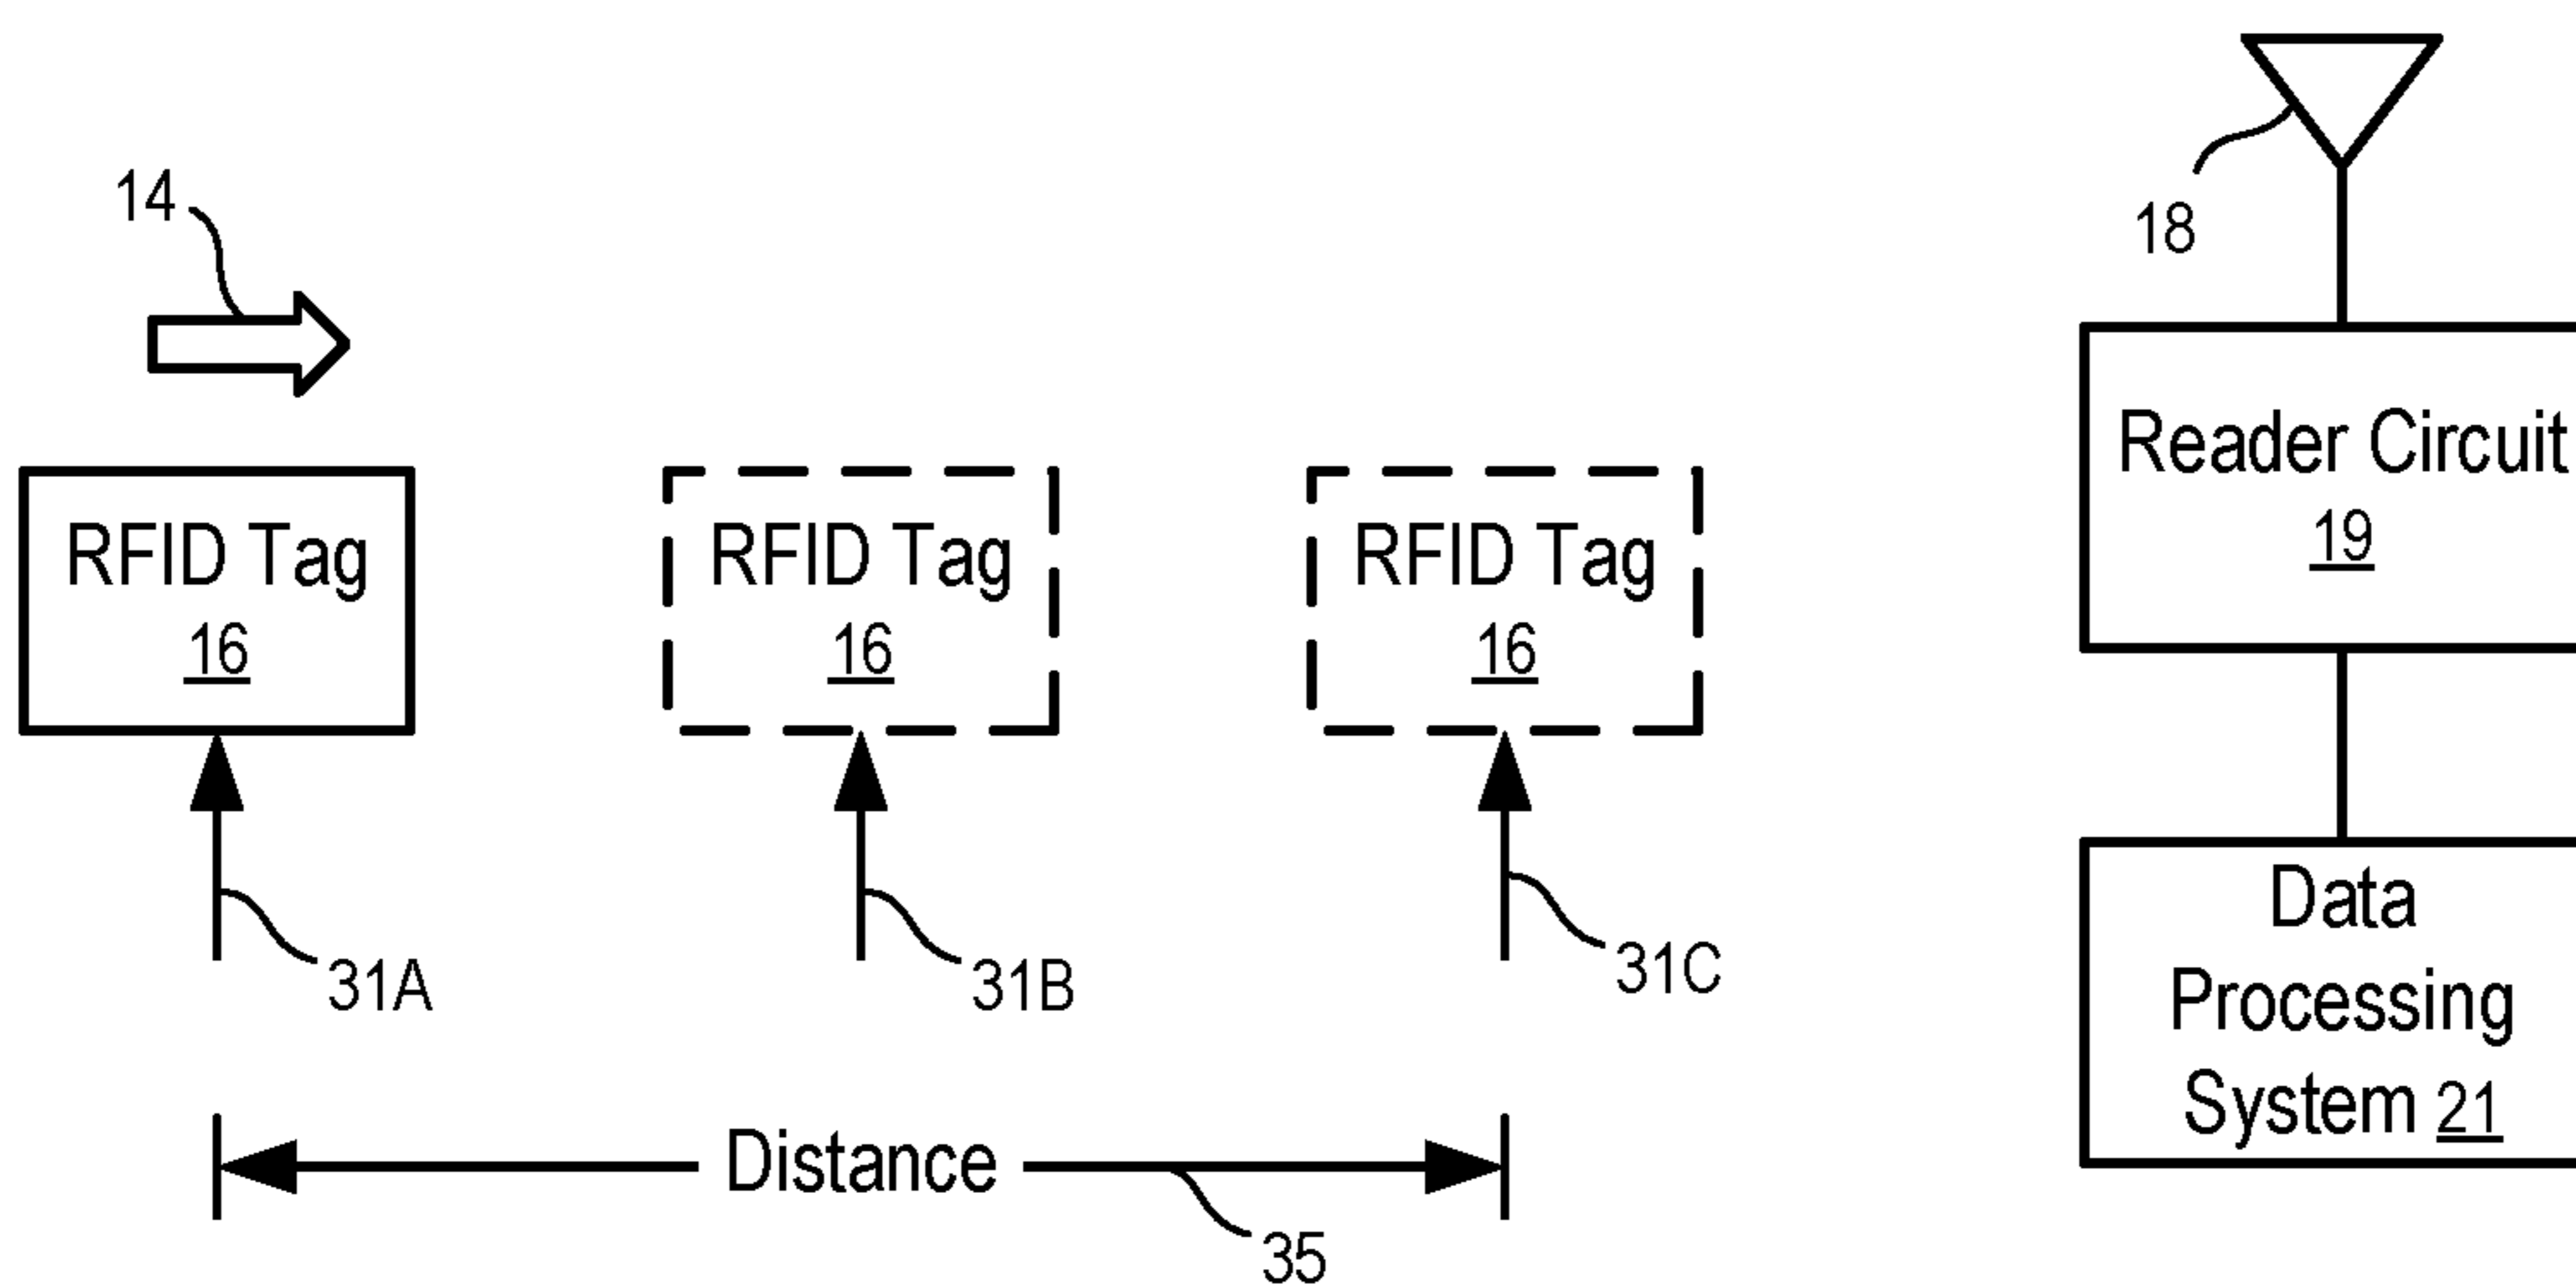 14
18
RFID Tag
16
RFID Tag
16
RFID Tag
16
Reader Circuit
19
31A
31B
31C
Data
Processing
System 21
Distance
35